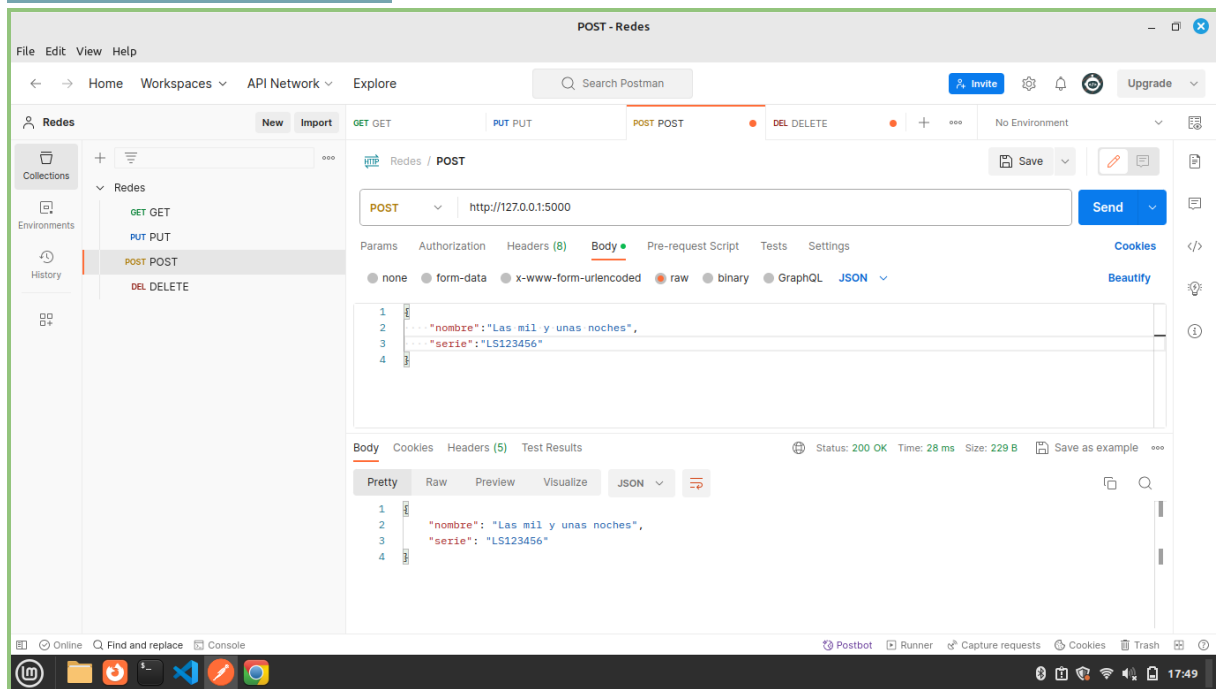 POST - Redes
File Edit View Help
Home Workspaces API Network Explore Search Postman Invite Upgrade
Redes New Import GET GET PUT PUT POST POST DEL DELETE No Environment
Collections
Environments
History
Redes
GET GET
PUT PUT
POST POST
DEL DELETE
HTTP Redes / POST Save
POST http://127.0.0.1:5000 Send
Params Authorization Headers (8) Body Pre-request Script Tests Settings Cookies
none form-data x-www-form-urlencoded raw binary GraphQL JSON Beautify
1 {
2 "nombre":"Las mil y unas noches",
3 "serie":"LS123456"
4 }
Body Cookies Headers (5) Test Results Status: 200 OK Time: 28 ms Size: 229 B Save as example
Pretty Raw Preview Visualize JSON
1 {
2 "nombre": "Las mil y unas noches",
3 "serie": "LS123456"
4 }
Online Find and replace Console Postbot Runner Capture requests Cookies Trash
17:49